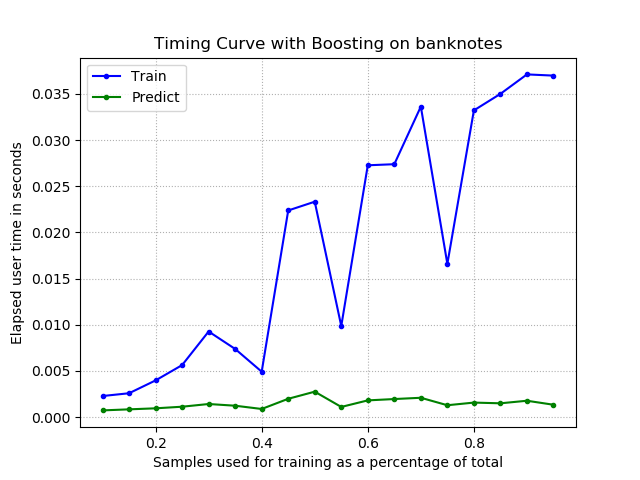 Timing Curve with Boosting on banknotes
Train
Predict
Elapsed user time in seconds
0.035
0.030
0.025
0.020
0.015
0.010
0.005
0.000
0.2 0.4 0.6 0.8
Samples used for training as a percentage of total